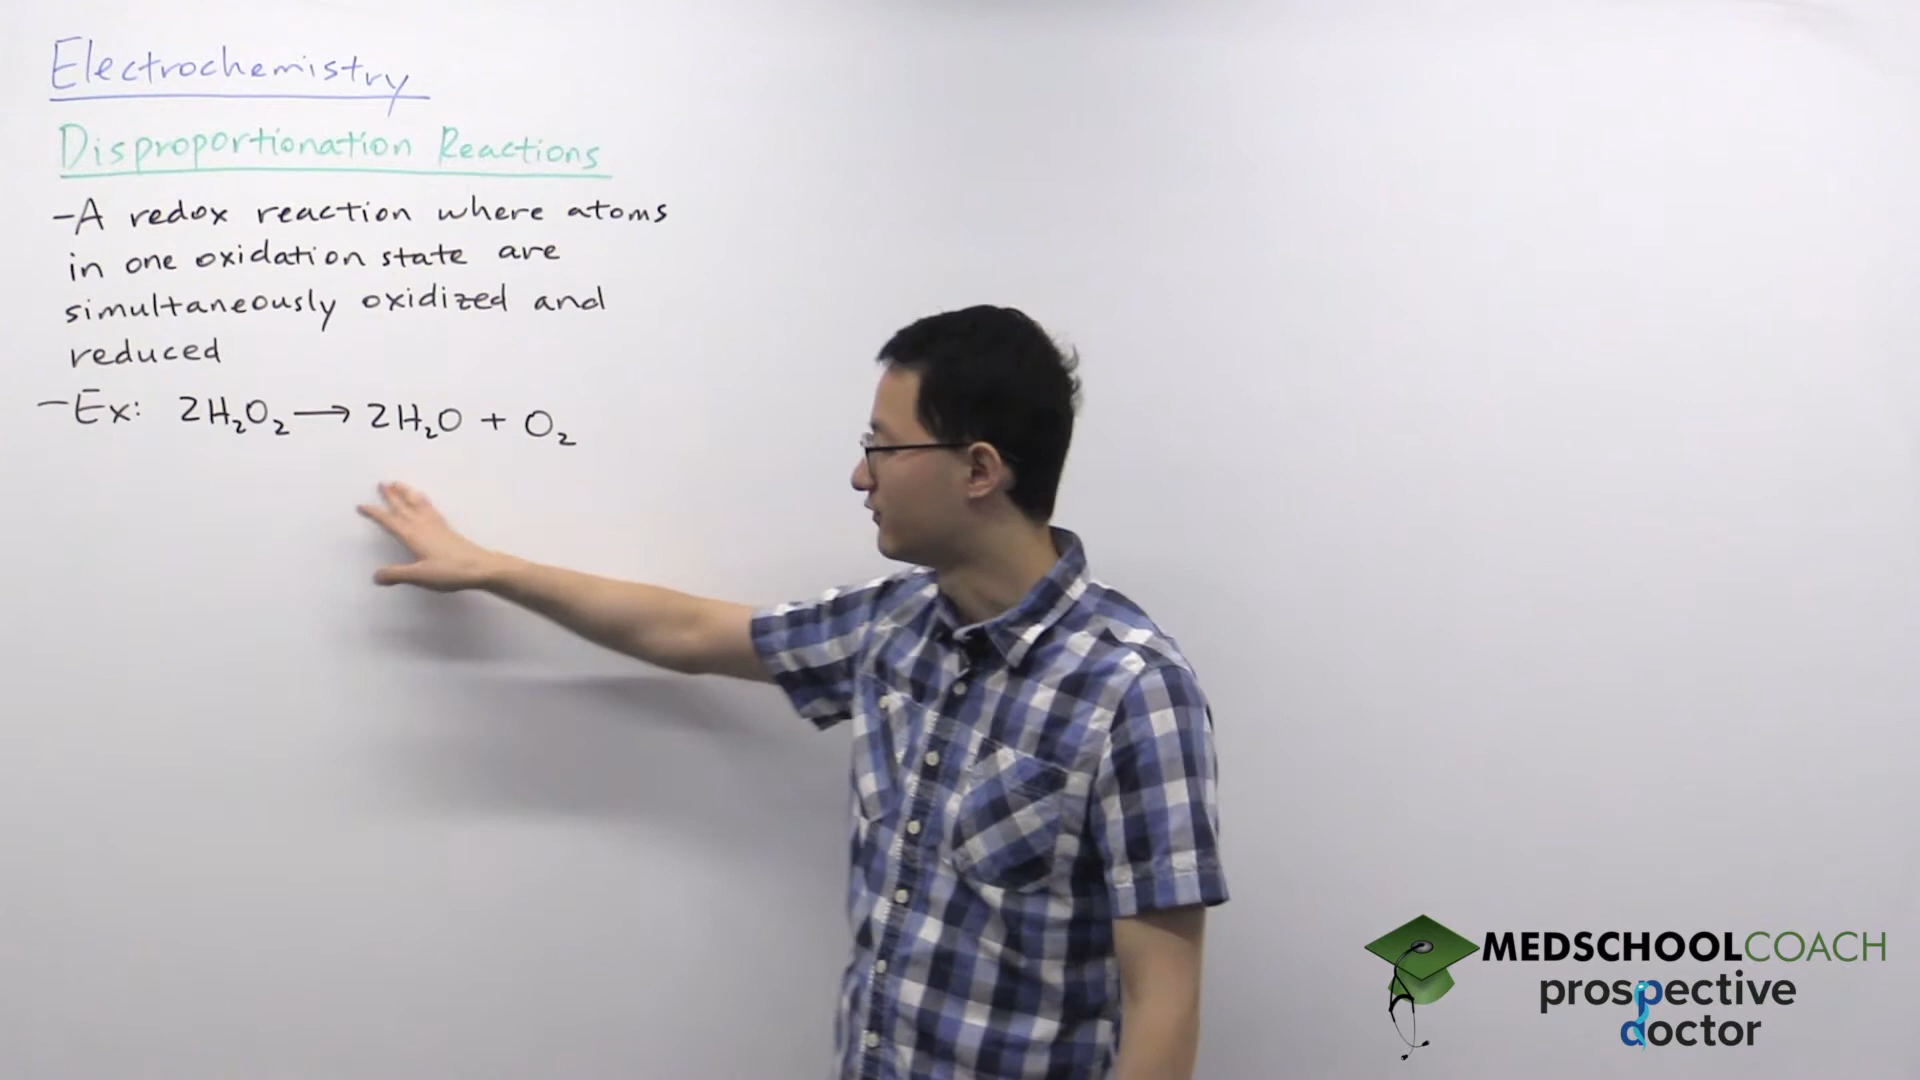 Electrochemistry
Disproportionation Reactions
-A redox reaction where atoms
in one oxidation state are
simultaneously oxidized and
reduced
-Ex: 2H₂O₂ → 2H₂O + O₂
MEDSCHOOLCOACH
prospective
doctor